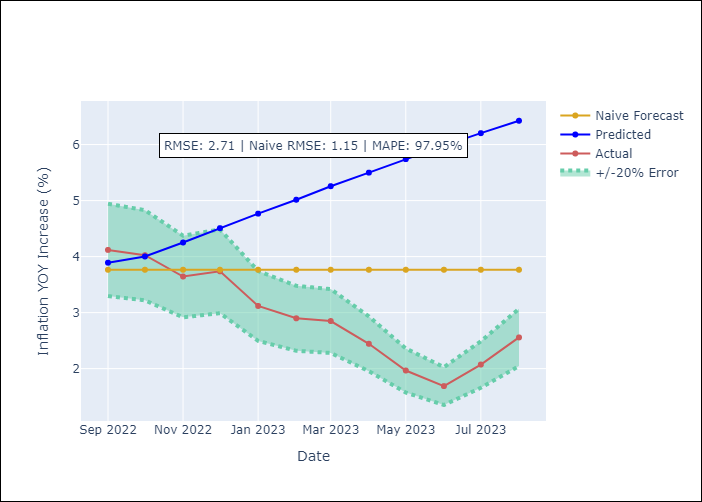 Naive Forecast
Predicted
Actual
+/-20% Error
RMSE: 2.71 | Naive RMSE: 1.15 | MAPE: 97.95%
Inflation YOY Increase (%)
6
5
4
3
2
Sep 2022 Nov 2022 Jan 2023 Mar 2023 May 2023 Jul 2023
Date